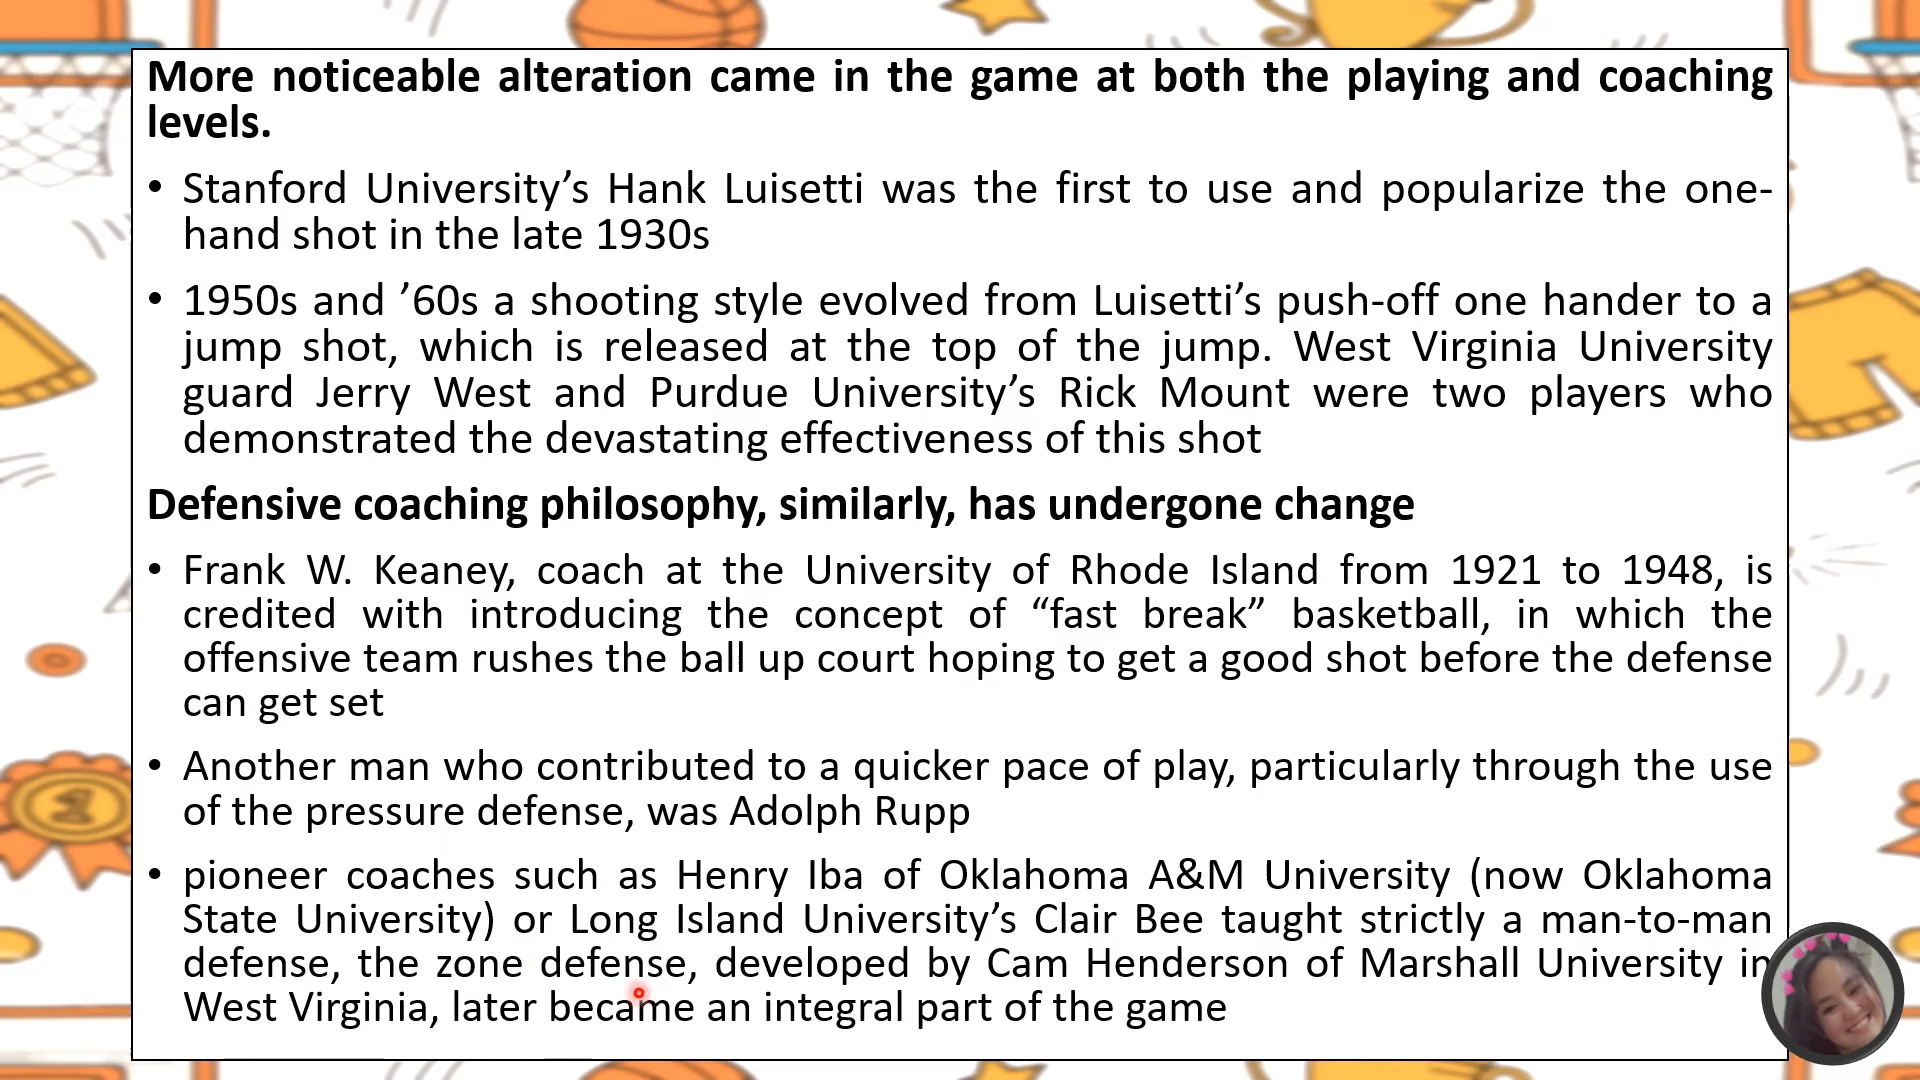 More noticeable alteration came in the game at both the playing and coaching
levels.
• Stanford University’s Hank Luisetti was the first to use and popularize the one-
hand shot in the late 1930s
• 1950s and ’60s a shooting style evolved from Luisetti’s push-off one hander to a
jump shot, which is released at the top of the jump. West Virginia University
guard Jerry West and Purdue University’s Rick Mount were two players who
demonstrated the devastating effectiveness of this shot
Defensive coaching philosophy, similarly, has undergone change
• Frank W. Keaney, coach at the University of Rhode Island from 1921 to 1948, is
credited with introducing the concept of “fast break” basketball, in which the
offensive team rushes the ball up court hoping to get a good shot before the defense
can get set
• Another man who contributed to a quicker pace of play, particularly through the use
of the pressure defense, was Adolph Rupp
• pioneer coaches such as Henry Iba of Oklahoma A&M University (now Oklahoma
State University) or Long Island University’s Clair Bee taught strictly a man-to-man
defense, the zone defense, developed by Cam Henderson of Marshall University in
West Virginia, later became an integral part of the game